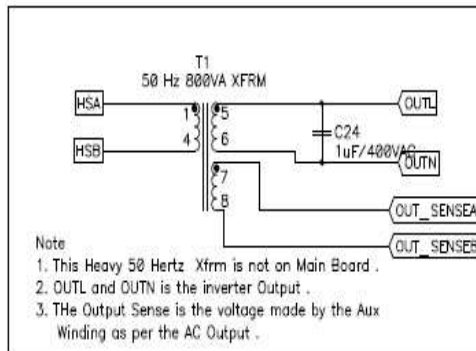 T1
50 Hz 800VA XFRM
HSA
1
5
OUTL
4
6
C24
1uF/400VAC
HSB
OUTN
7
8
OUT_SENSEA
OUT_SENSEB
Note
1. This Heavy 50 Hertz Xfrm is not on Main Board .
2. OUTL and OUTN is the inverter Output .
3. THe Output Sense is the voltage made by the Aux
Winding as per the AC Output .